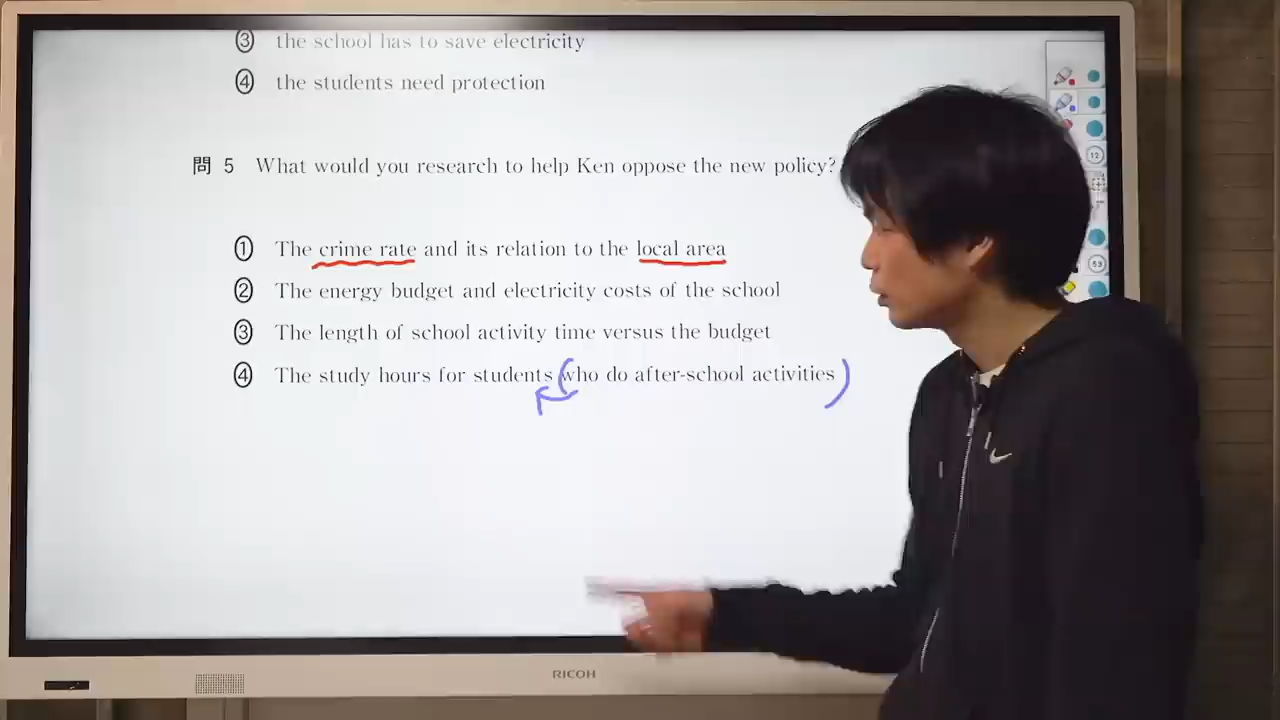 ③ the school has to save electricity
④ the students need protection
問 5 What would you research to help Ken oppose the new policy?
① The crime rate and its relation to the local area
② The energy budget and electricity costs of the school
③ The length of school activity time versus the budget
④ The study hours for students (who do after-school activities)
12
53
RICOH